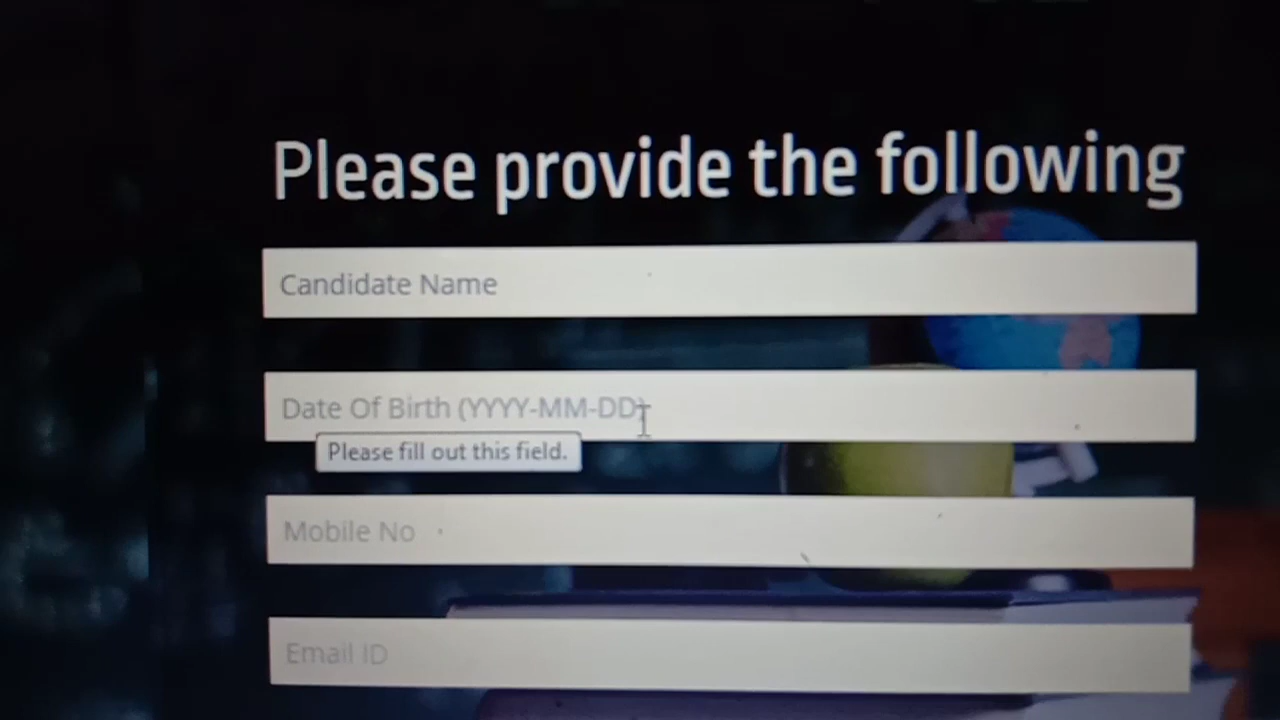 Please provide the following
Candidate Name
Date Of Birth (YYYY-MM-DD)
Please fill out this field.
Mobile No
Email ID